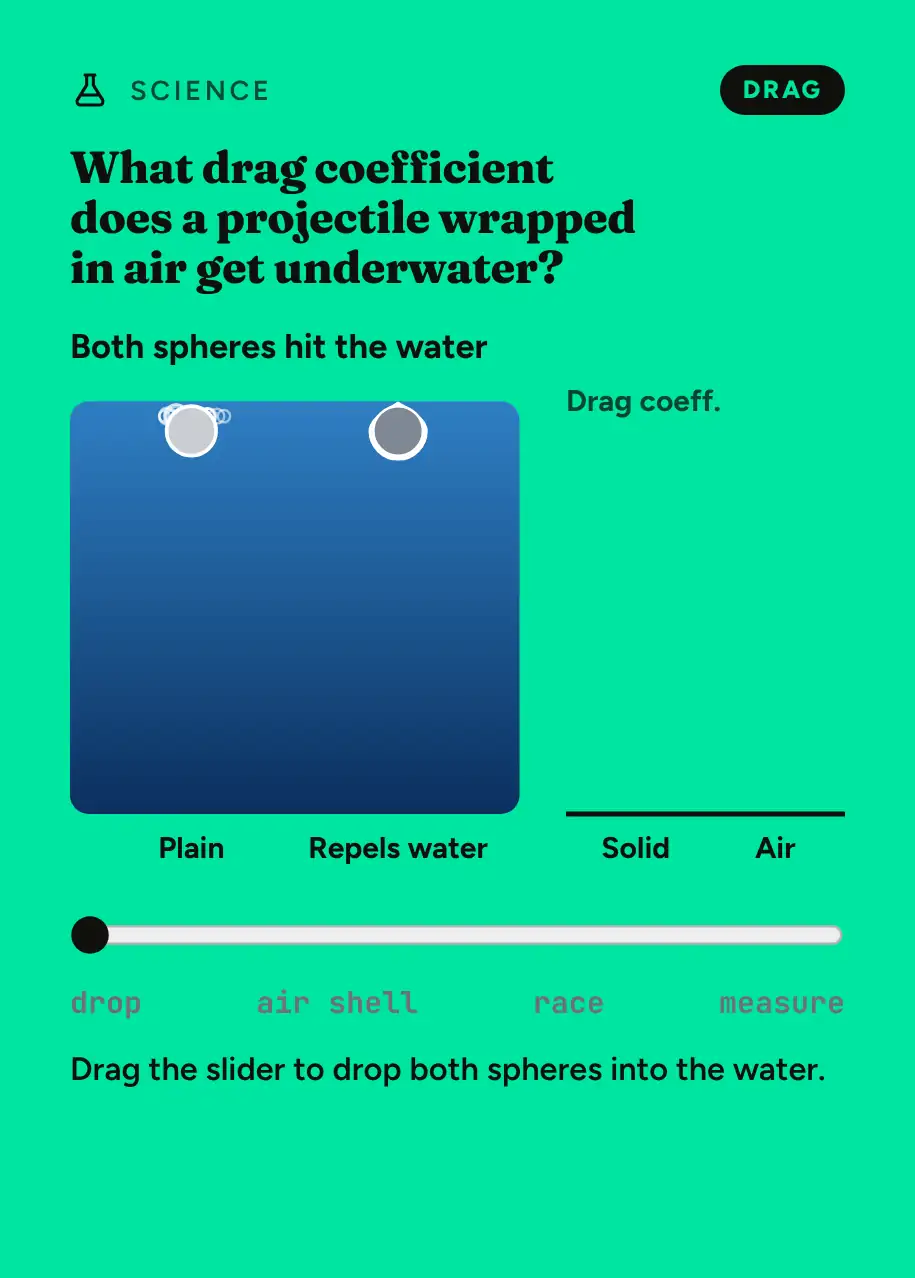 SCIENCE
DRAG
What drag coefficient
does a projectile wrapped
in air get underwater?
Both spheres hit the water
Drag coeff.
Plain
Repels water
Solid
Air
drop
air shell
race
measure
Drag the slider to drop both spheres into the water.